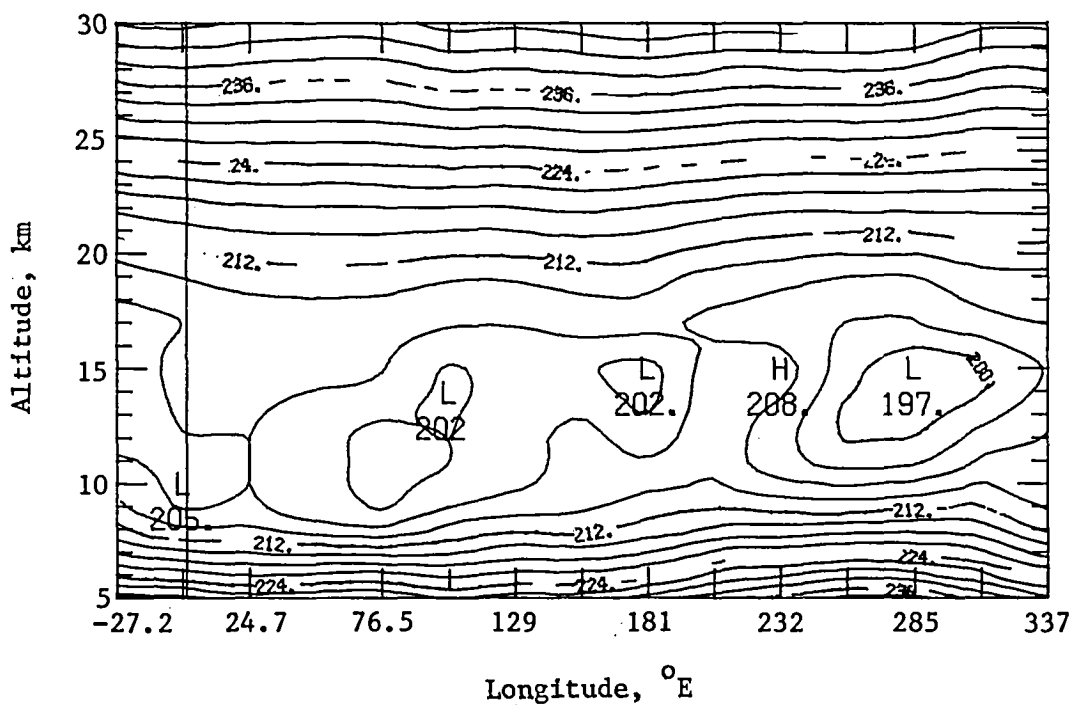 30
236. 236. 236.
25
24. 224.
Altitude, km
20
212. 212. 212.
15
L L L H L 200.
202 202. 208. 197.
10
L
205.
212. 212. 212.
224. 224. 224.
5
-27.2 24.7 76.5 129 181 232 285 337
Longitude, °E